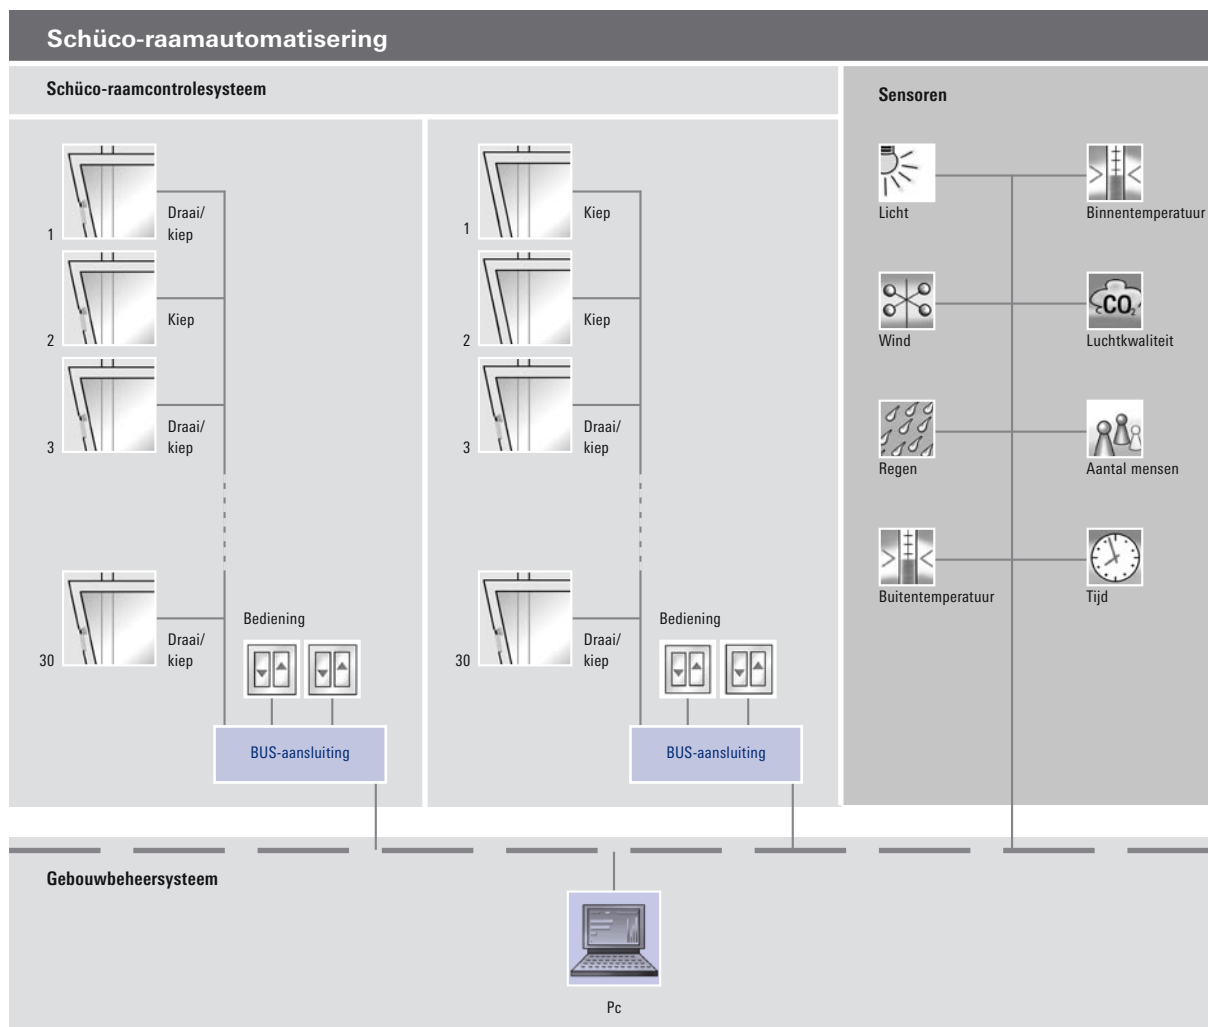 Schüco-raamautomatisering
Schüco-raamcontrolesysteem
1
Draai/
kiep
2
Kiep
3
Draai/
kiep
30
Draai/
kiep
Bediening
BUS-aansluiting
1
Kiep
2
Kiep
3
Draai/
kiep
30
Draai/
kiep
Bediening
BUS-aansluiting
Sensoren
Licht
Binnentemperatuur
Wind
CO2
Luchtkwaliteit
Regen
Aantal mensen
Buitentemperatuur
Tijd
Gebouwbeheersysteem
Pc